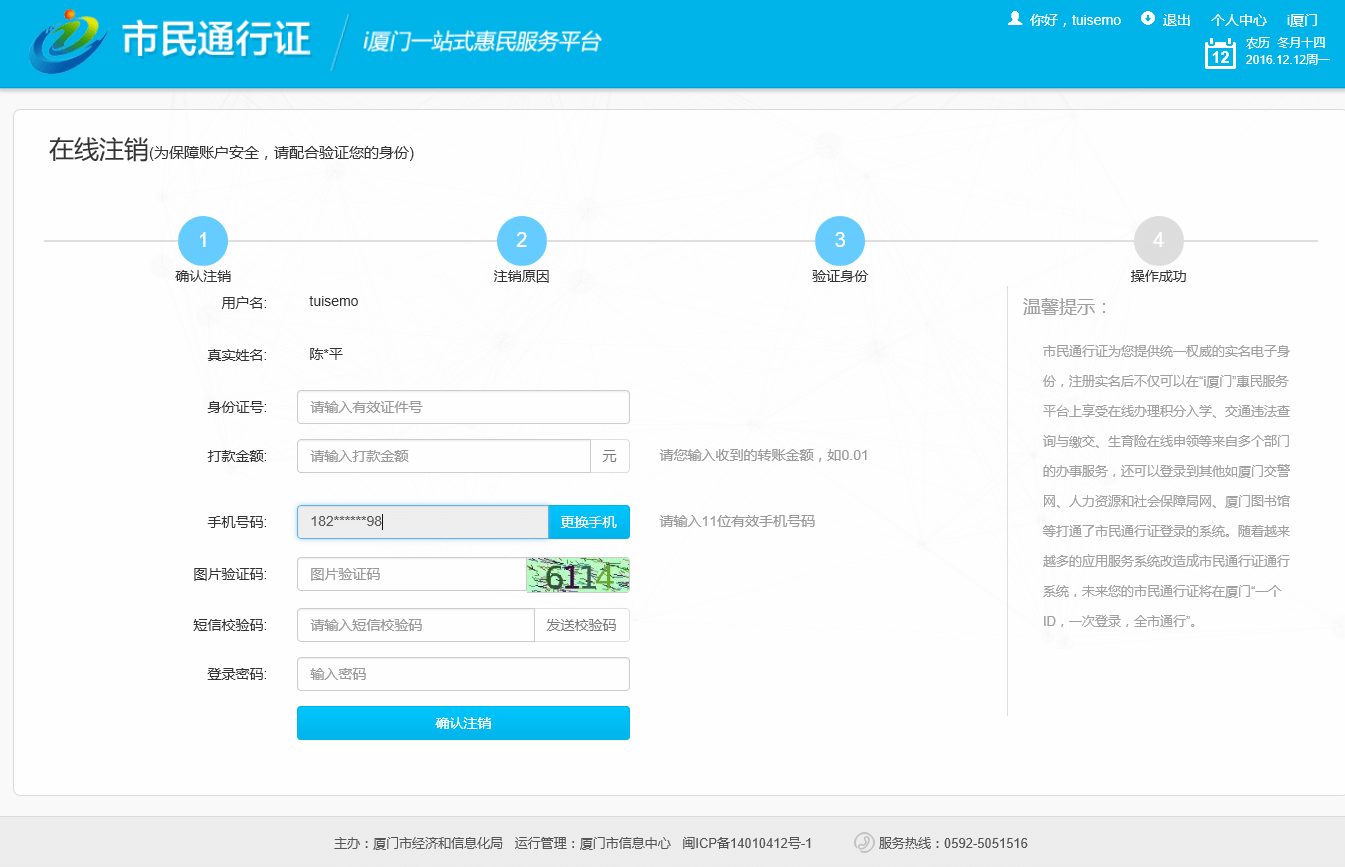 市民通行证
i厦门一站式惠民服务平台
你好，tuisemo 退出 个人中心 i厦门
12
农历 冬月十四
2016.12.12周一
在线注销(为保障账户安全，请配合验证您的身份)
1 2 3 4
确认注销 注销原因 验证身份 操作成功
用户名: tuisemo
真实姓名: 陈*平
身份证号: 请输入有效证件号
打款金额: 请输入打款金额 元 请您输入收到的转账金额，如0.01
手机号码: 182******98 更换手机 请输入11位有效手机号码
图片验证码: 图片验证码 6114
短信校验码: 请输入短信校验码 发送校验码
登录密码: 输入密码
确认注销
温馨提示：
市民通行证为您提供统一权威的实名电子身
份，注册实名后不仅可以在“i厦门”惠民服务
平台上享受在线办理积分入学、交通违法查
询与缴交、生育险在线申领等来自多个部门
的办事服务，还可以登录到其他如厦门交警
网、人力资源和社会保障局网、厦门图书馆
等打通了市民通行证登录的系统。随着越来
越多的应用服务系统改造成市民通行证通行
系统，未来您的市民通行证将在厦门“一个
ID，一次登录，全市通行”。
主办：厦门市经济和信息化局 运行管理：厦门市信息中心 闽ICP备14010412号-1 服务热线：0592-5051516